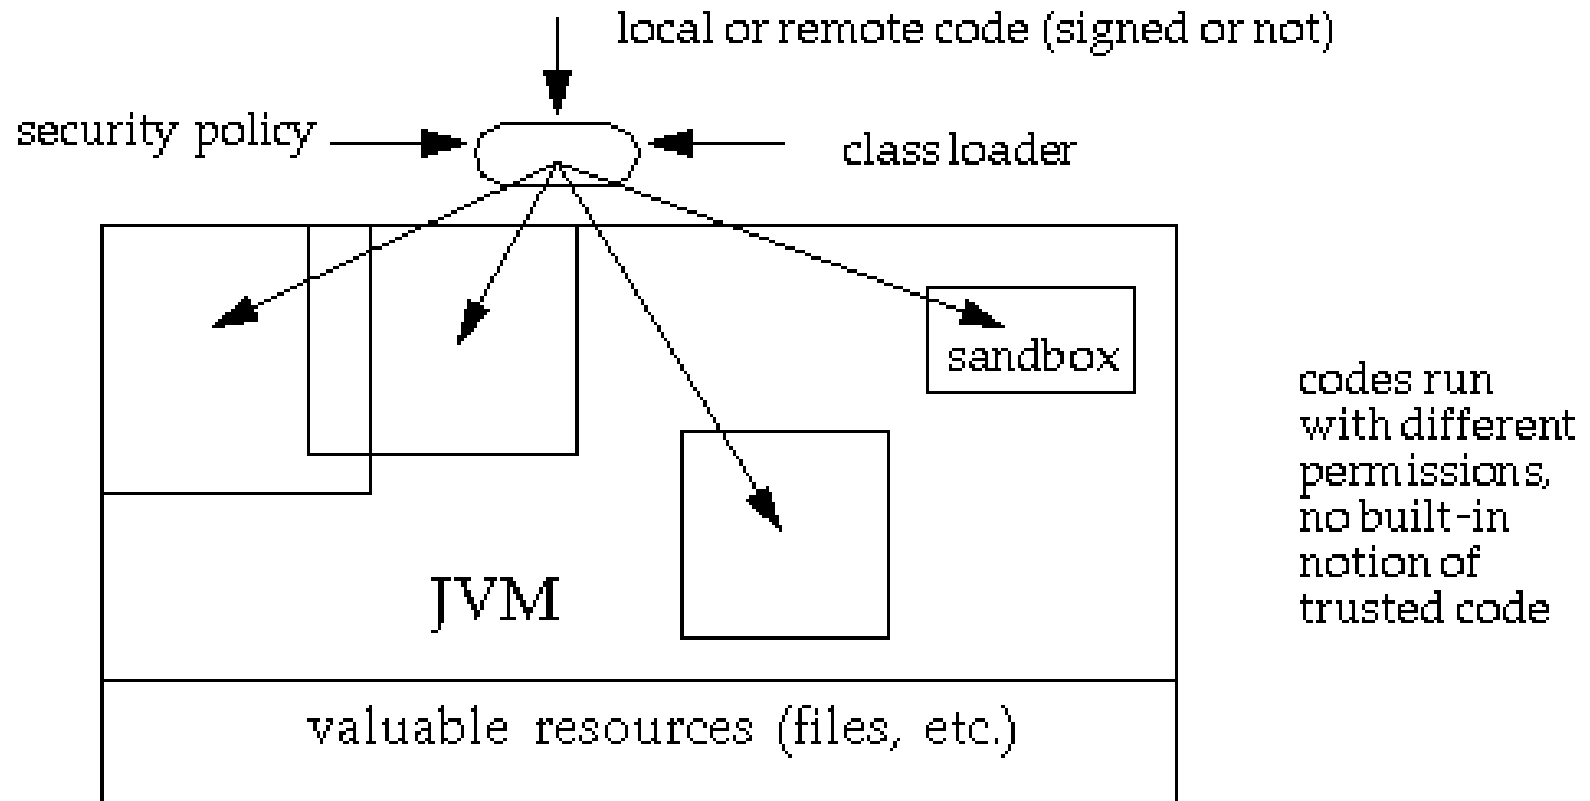 local or remote code (signed or not)
security policy
class loader
sandbox
codes run
with different
permissions,
no built-in
notion of
trusted code
JVM
valuable resources (files, etc.)